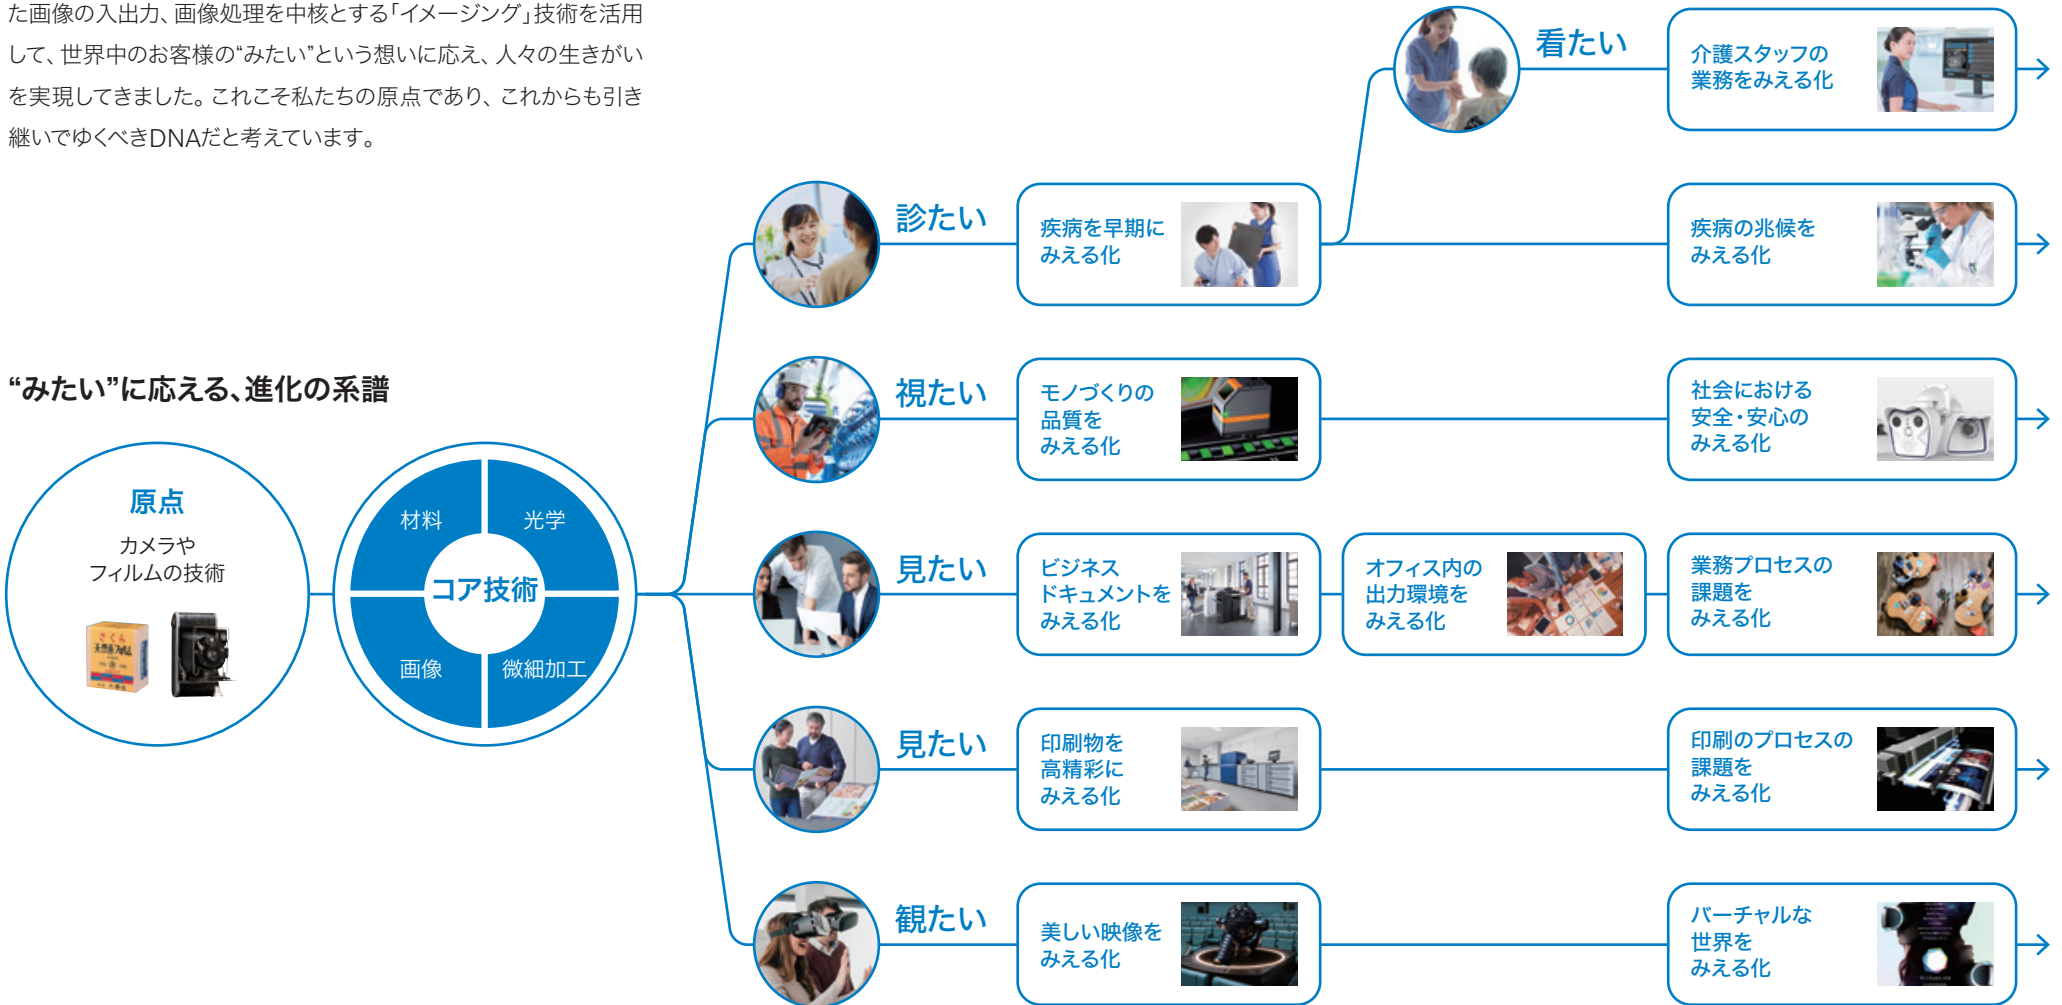 た画像の入出力、画像処理を中核とする「イメージング」技術を活用
して、世界中のお客様の“みたい”という想いに応え、人々の生きがい
を実現してきました。これこそ私たちの原点であり、これからも引き
継いでゆくべきDNAだと考えています。
“みたい”に応える、進化の系譜
原点
カメラや
フィルムの技術
さくら
コア技術
材料
光学
画像
微細加工
看たい
介護スタッフの
業務をみえる化
診たい
疾病を早期に
みえる化
疾病の兆候を
みえる化
視たい
モノづくりの
品質を
みえる化
社会における
安全・安心の
みえる化
見たい
ビジネス
ドキュメントを
みえる化
オフィス内の
出力環境を
みえる化
業務プロセスの
課題を
みえる化
見たい
印刷物を
高精彩に
みえる化
印刷のプロセスの
課題を
みえる化
観たい
美しい映像を
みえる化
バーチャルな
世界を
みえる化